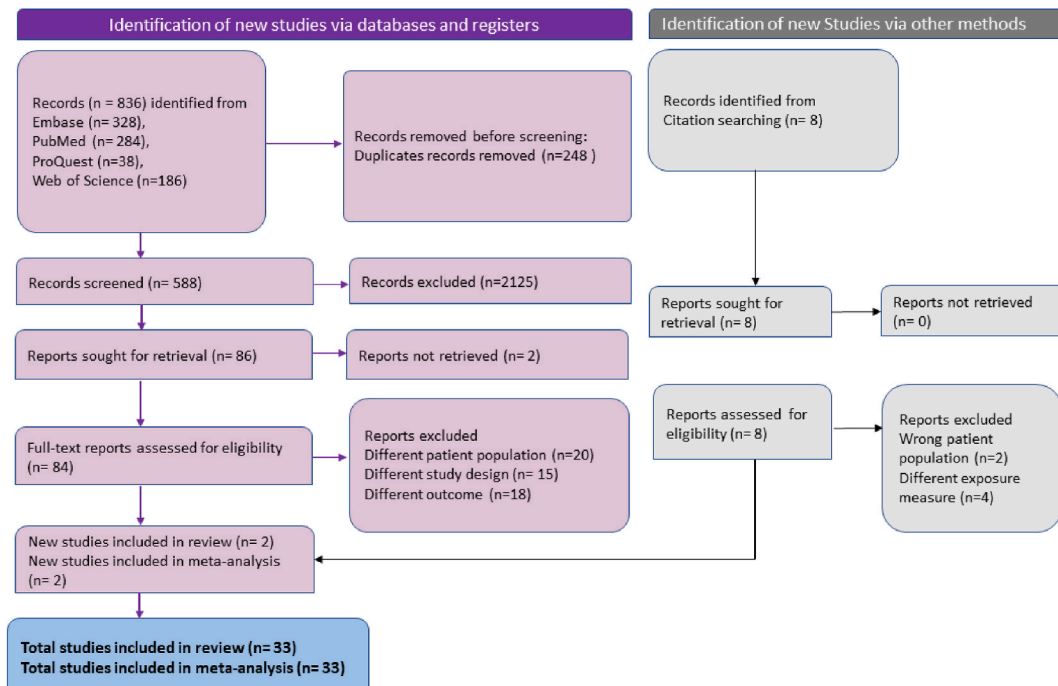 Identification of new studies via databases and registers
Identification of new Studies via other methods
Records (n = 836) identified from
Embase (n= 328),
PubMed (n= 284),
ProQuest (n=38),
Web of Science (n=186)
Records removed before screening:
Duplicates records removed (n=248 )
Records identified from
Citation searching (n= 8)
Records screened (n= 588)
Records excluded (n=2125)
Reports sought for
retrieval (n= 8)
Reports not retrieved
(n= 0)
Reports sought for retrieval (n= 86)
Reports not retrieved (n= 2)
Full-text reports assessed for eligibility
(n= 84)
Reports excluded
Different patient population (n=20)
Different study design (n= 15)
Different outcome (n=18)
Reports assessed for
eligibility (n= 8)
Reports excluded
Wrong patient
population (n=2)
Different exposure
measure (n=4)
New studies included in review (n= 2)
New studies included in meta-analysis
(n= 2)
Total studies included in review (n= 33)
Total studies included in meta-analysis (n= 33)